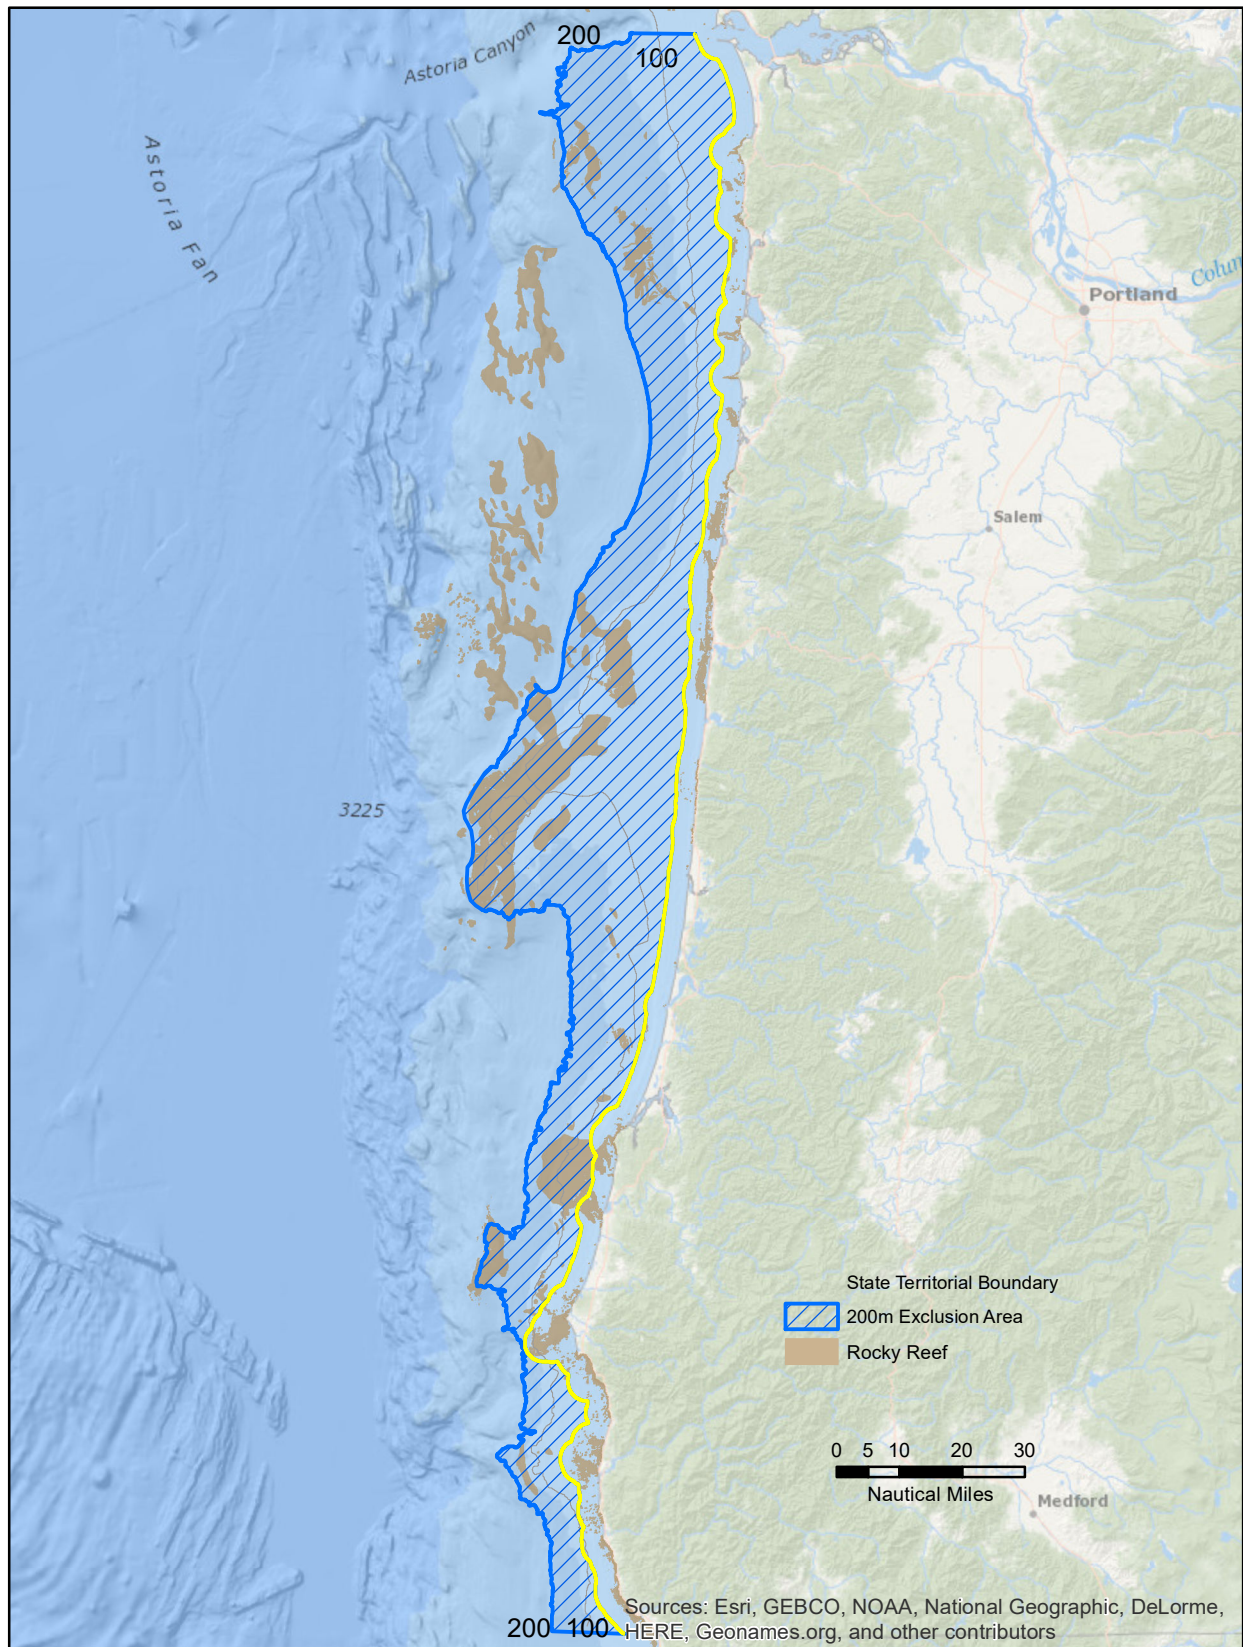 200
100
Astoria Canyon
Astoria Fan
Portland
Salem
3225
State Territorial Boundary
200m Exclusion Area
Rocky Reef
0 5 10 20 30
Nautical Miles
Medford
200 100
Sources: Esri, GEBCO, NOAA, National Geographic, DeLorme,
HERE, Geonames.org, and other contributors